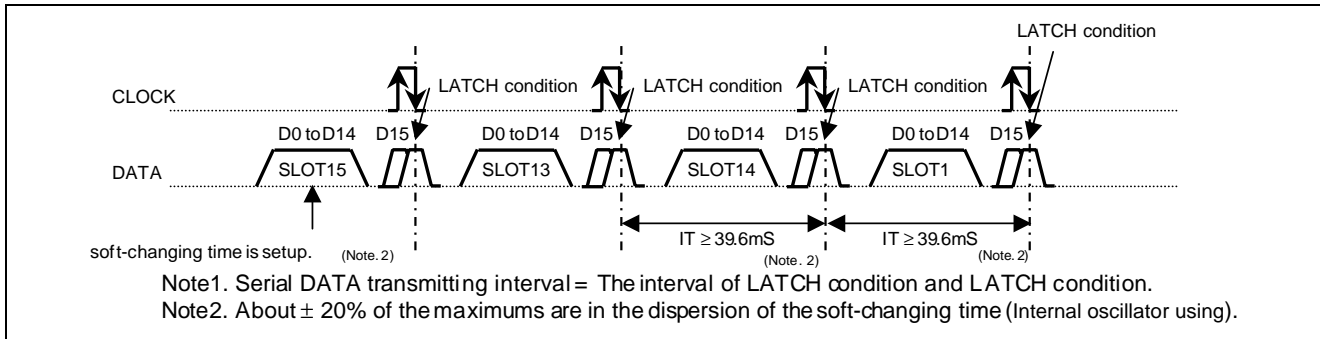 LATCH condition
LATCH condition LATCH condition LATCH condition
CLOCK
D0 to D14 D15 D0 to D14 D15 D0 to D14 D15 D0 to D14 D15
DATA SLOT15 SLOT13 SLOT14 SLOT1
IT ≥ 39.6mS IT ≥ 39.6mS
soft-changing time is setup. (Note. 2) (Note. 2) (Note. 2)
Note1. Serial DATA transmitting interval = The interval of LATCH condition and LATCH condition.
Note2. About ± 20% of the maximums are in the dispersion of the soft-changing time (Internal oscillator using).